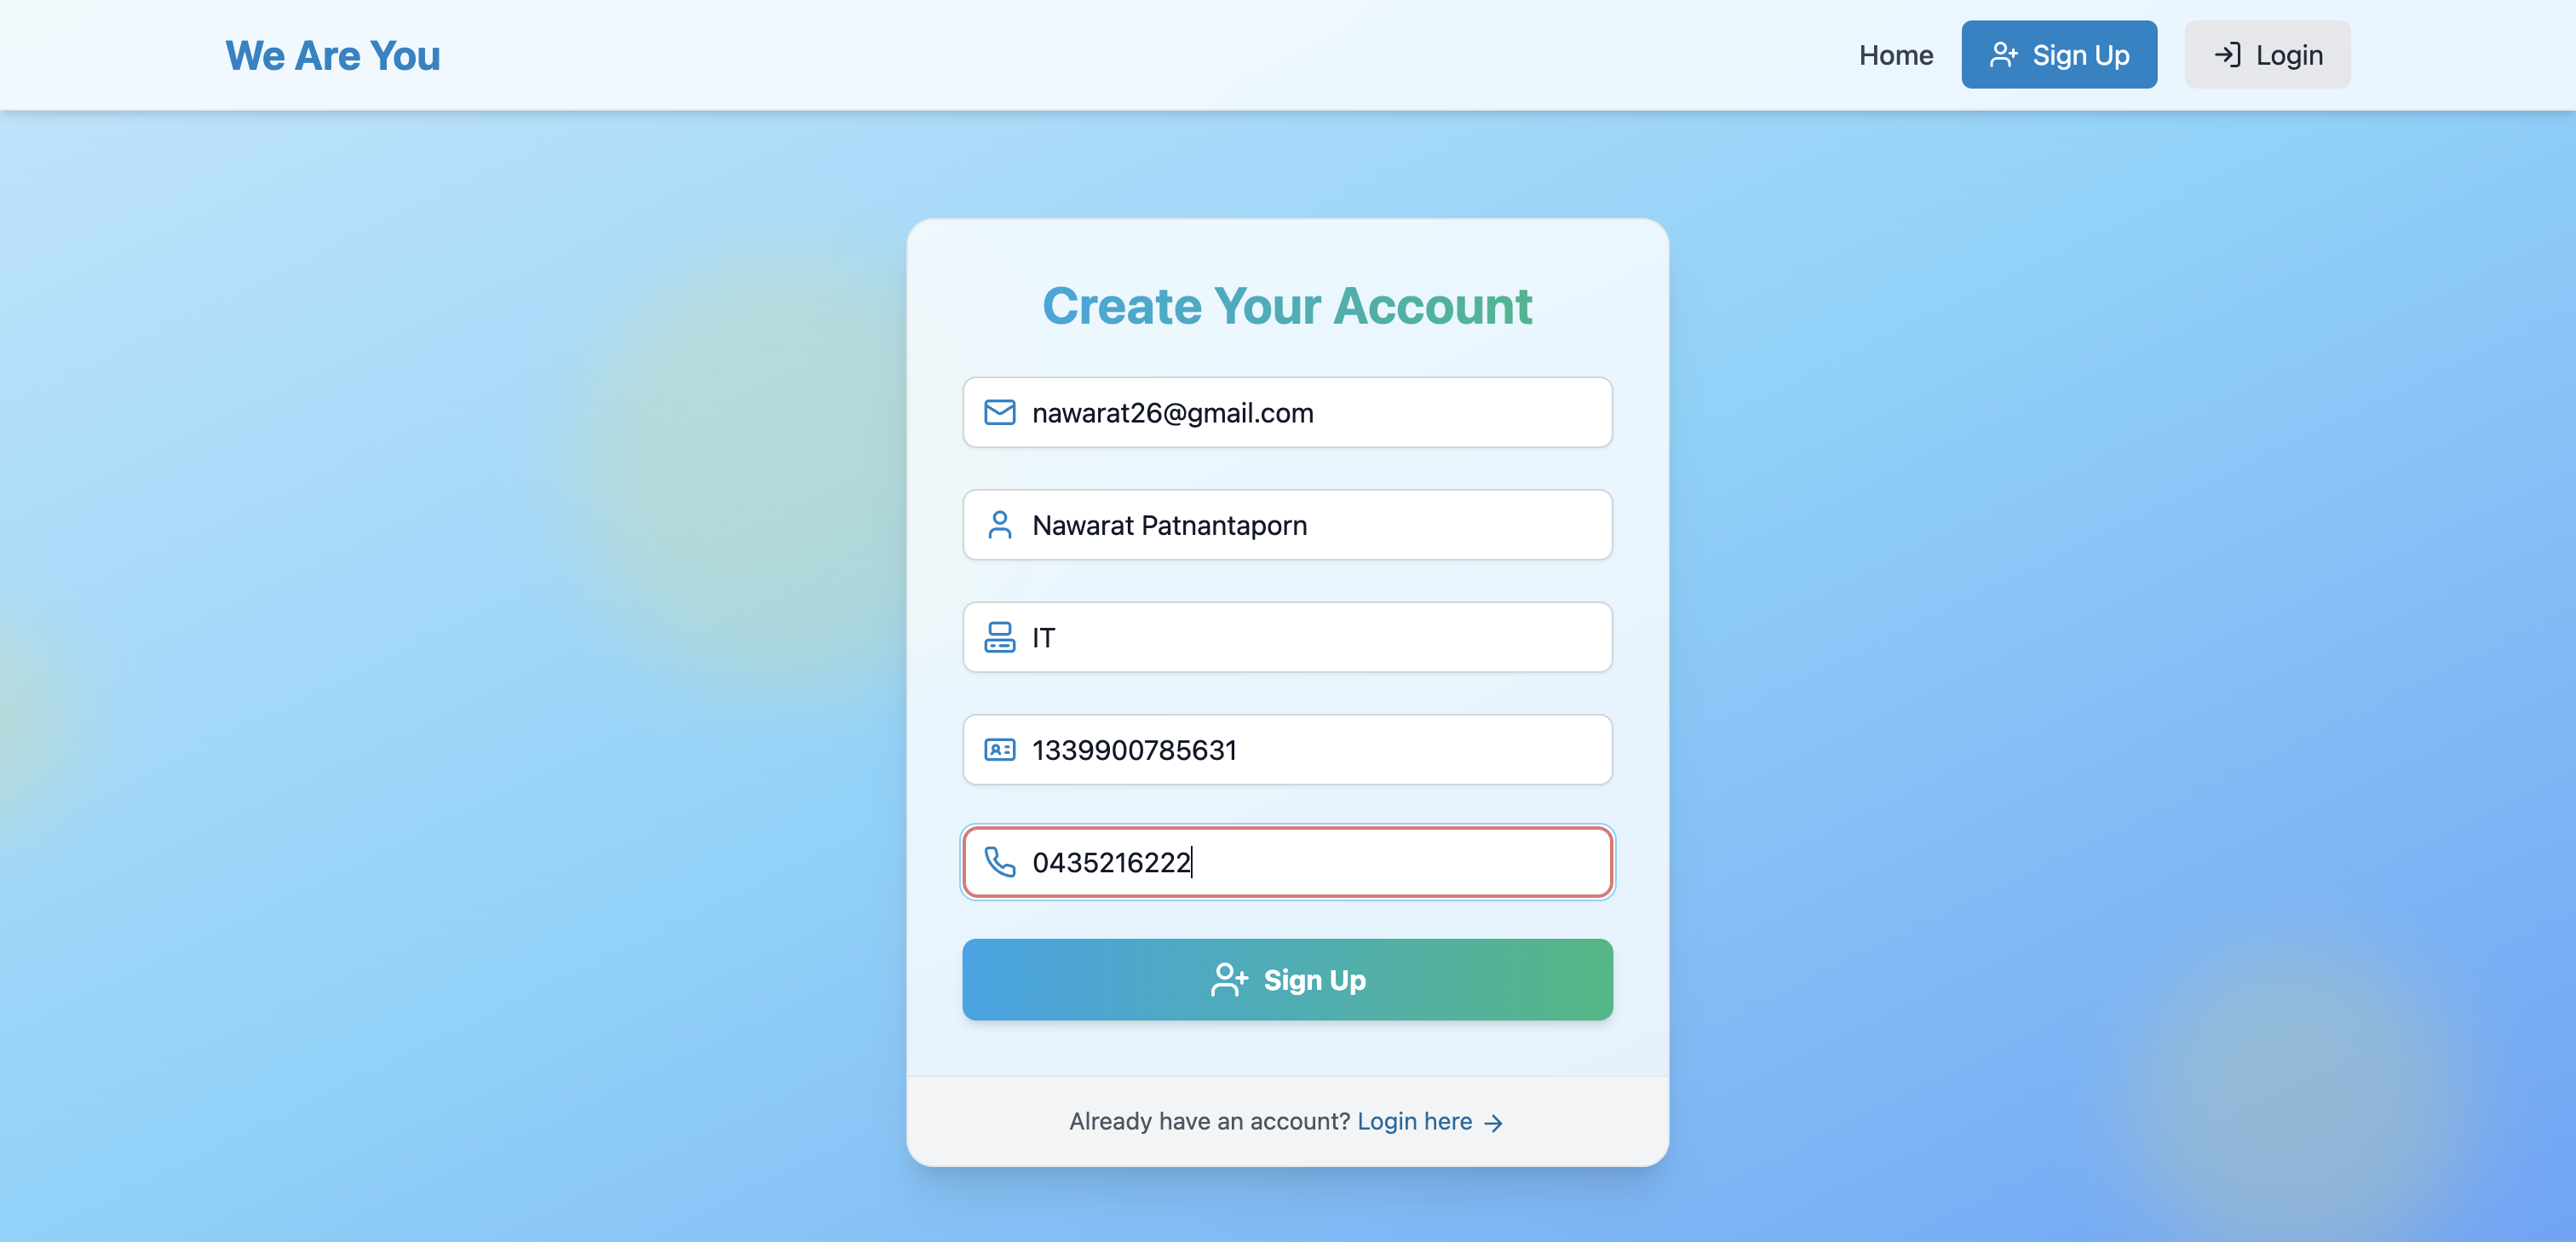 We Are You
Home
Sign Up
Login
Create Your Account
nawarat26@gmail.com
Nawarat Patnantaporn
IT
1339900785631
0435216222
Sign Up
Already have an account? Login here →